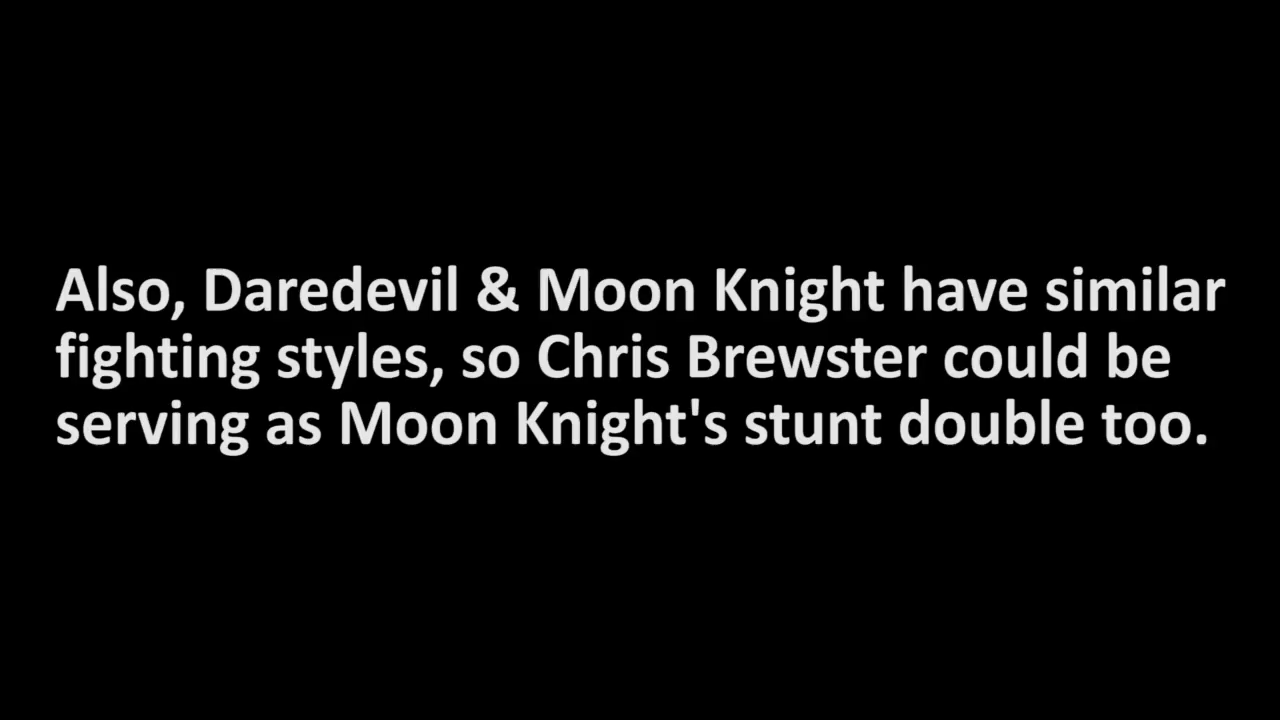 Also, Daredevil & Moon Knight have similar
fighting styles, so Chris Brewster could be
serving as Moon Knight's stunt double too.